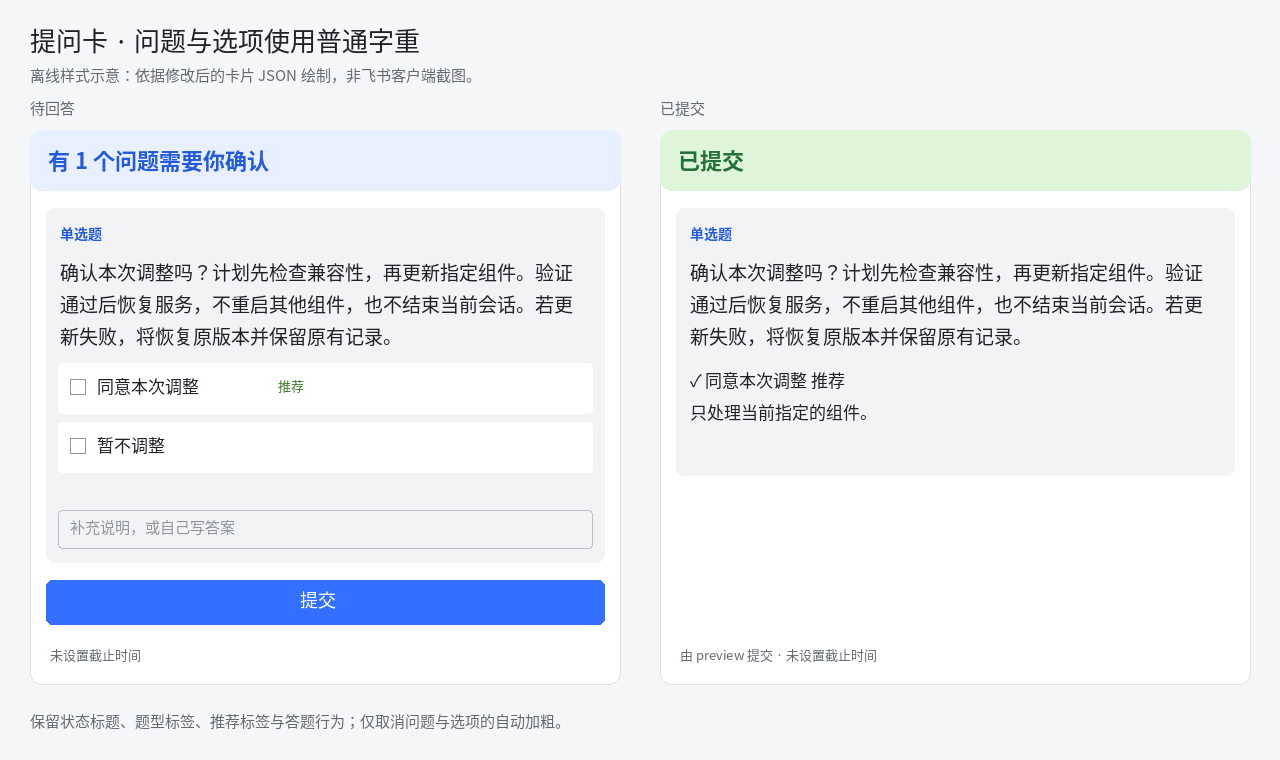 提问卡 · 问题与选项使用普通字重
离线样式示意：依据修改后的卡片 JSON 绘制，非飞书客户端截图。
待回答
有 1 个问题需要你确认
单选题
确认本次调整吗？计划先检查兼容性，再更新指定组件。验证
通过后恢复服务，不重启其他组件，也不结束当前会话。若更
新失败，将恢复原版本并保留原有记录。
同意本次调整 推荐
暂不调整
补充说明，或自己写答案
提交
未设置截止时间
已提交
已提交
单选题
确认本次调整吗？计划先检查兼容性，再更新指定组件。验证
通过后恢复服务，不重启其他组件，也不结束当前会话。若更
新失败，将恢复原版本并保留原有记录。
✓同意本次调整 推荐
只处理当前指定的组件。
由 preview 提交 · 未设置截止时间
保留状态标题、题型标签、推荐标签与答题行为；仅取消问题与选项的自动加粗。